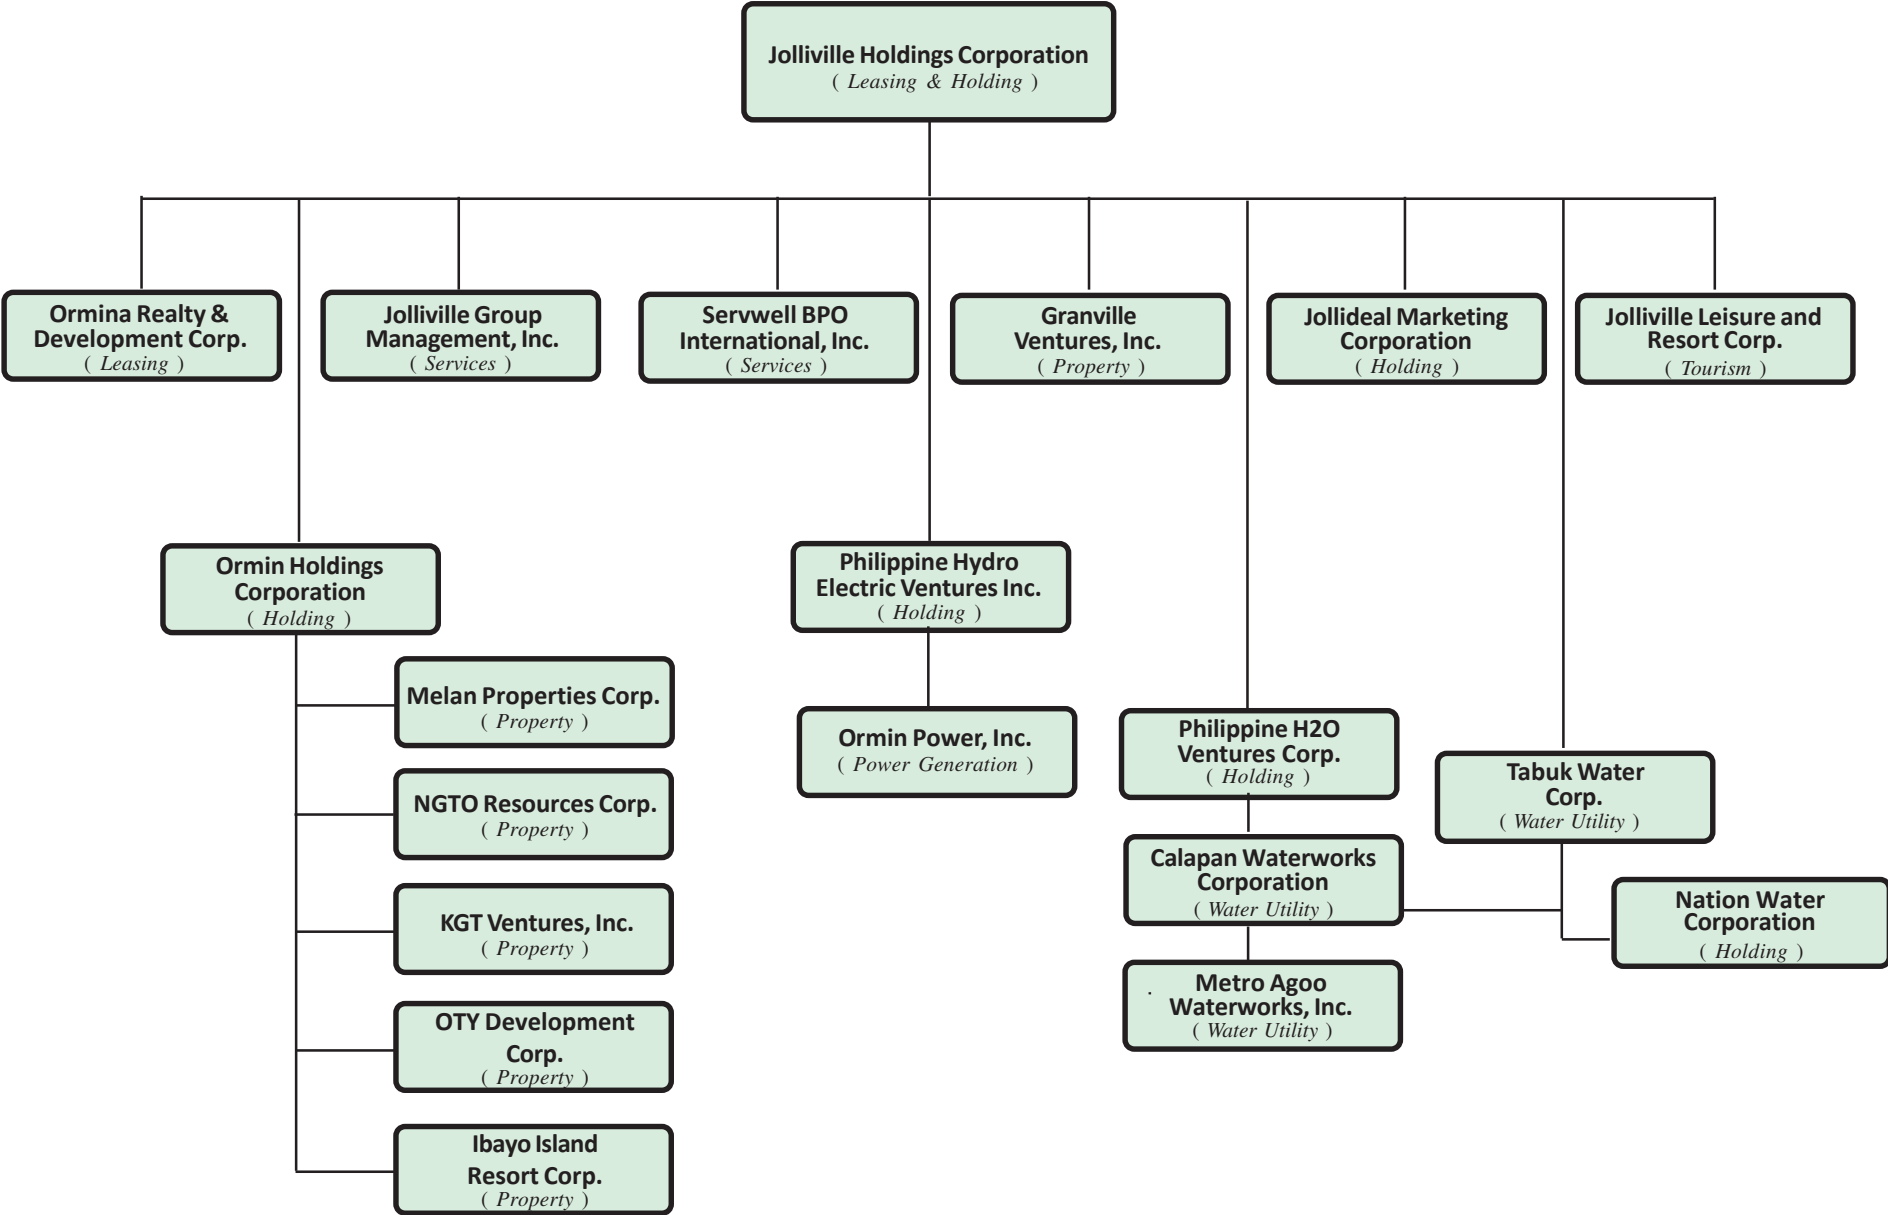 Jolliville Holdings Corporation
( Leasing & Holding )
Ormina Realty &
Development Corp.
( Leasing )
Jolliville Group
Management, Inc.
( Services )
Servwell BPO
International, Inc.
( Services )
Granville
Ventures, Inc.
( Property )
Jollideal Marketing
Corporation
( Holding )
Jolliville Leisure and
Resort Corp.
( Tourism )
Ormin Holdings
Corporation
( Holding )
Philippine Hydro
Electric Ventures Inc.
( Holding )
Melan Properties Corp.
( Property )
NGTO Resources Corp.
( Property )
KGT Ventures, Inc.
( Property )
OTY Development
Corp.
( Property )
Ibayo Island
Resort Corp.
( Property )
Ormin Power, Inc.
( Power Generation )
Philippine H2O
Ventures Corp.
( Holding )
Tabuk Water
Corp.
( Water Utility )
Calapan Waterworks
Corporation
( Water Utility )
Nation Water
Corporation
( Holding )
Metro Agoo
. Waterworks, Inc.
( Water Utility )